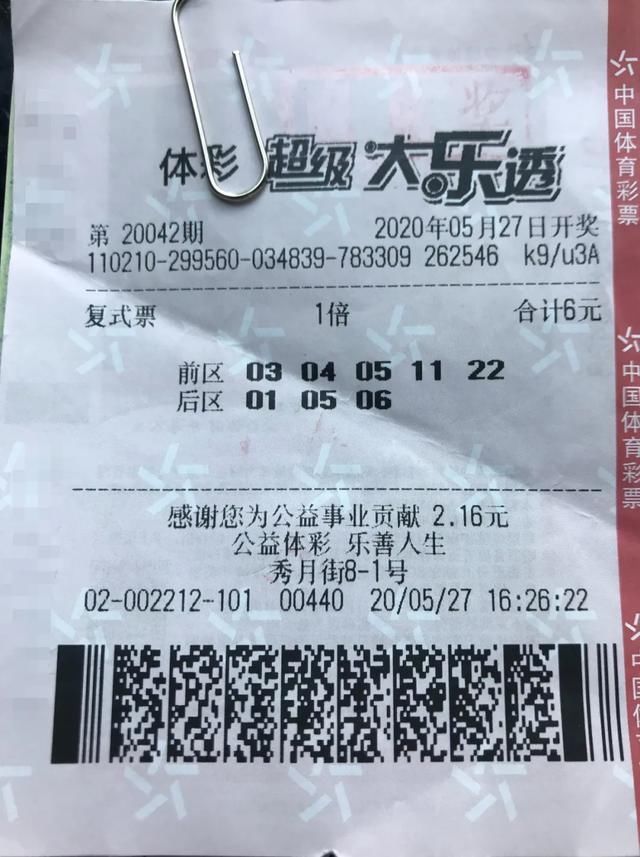 奖
体彩 超级大乐透
第 20042期 2020年05月27日开奖
110210-299560-034839-783309 262546 k9/u3A
复式票 1倍 合计6元
前区 03 04 05 11 22
后区 01 05 06
感谢您为公益事业贡献 2.16元
公益体彩 乐善人生
秀月街8-1号
02-002212-101 00440 20/05/27 16:26:22
中国体育彩票
中国体育彩票
中国体